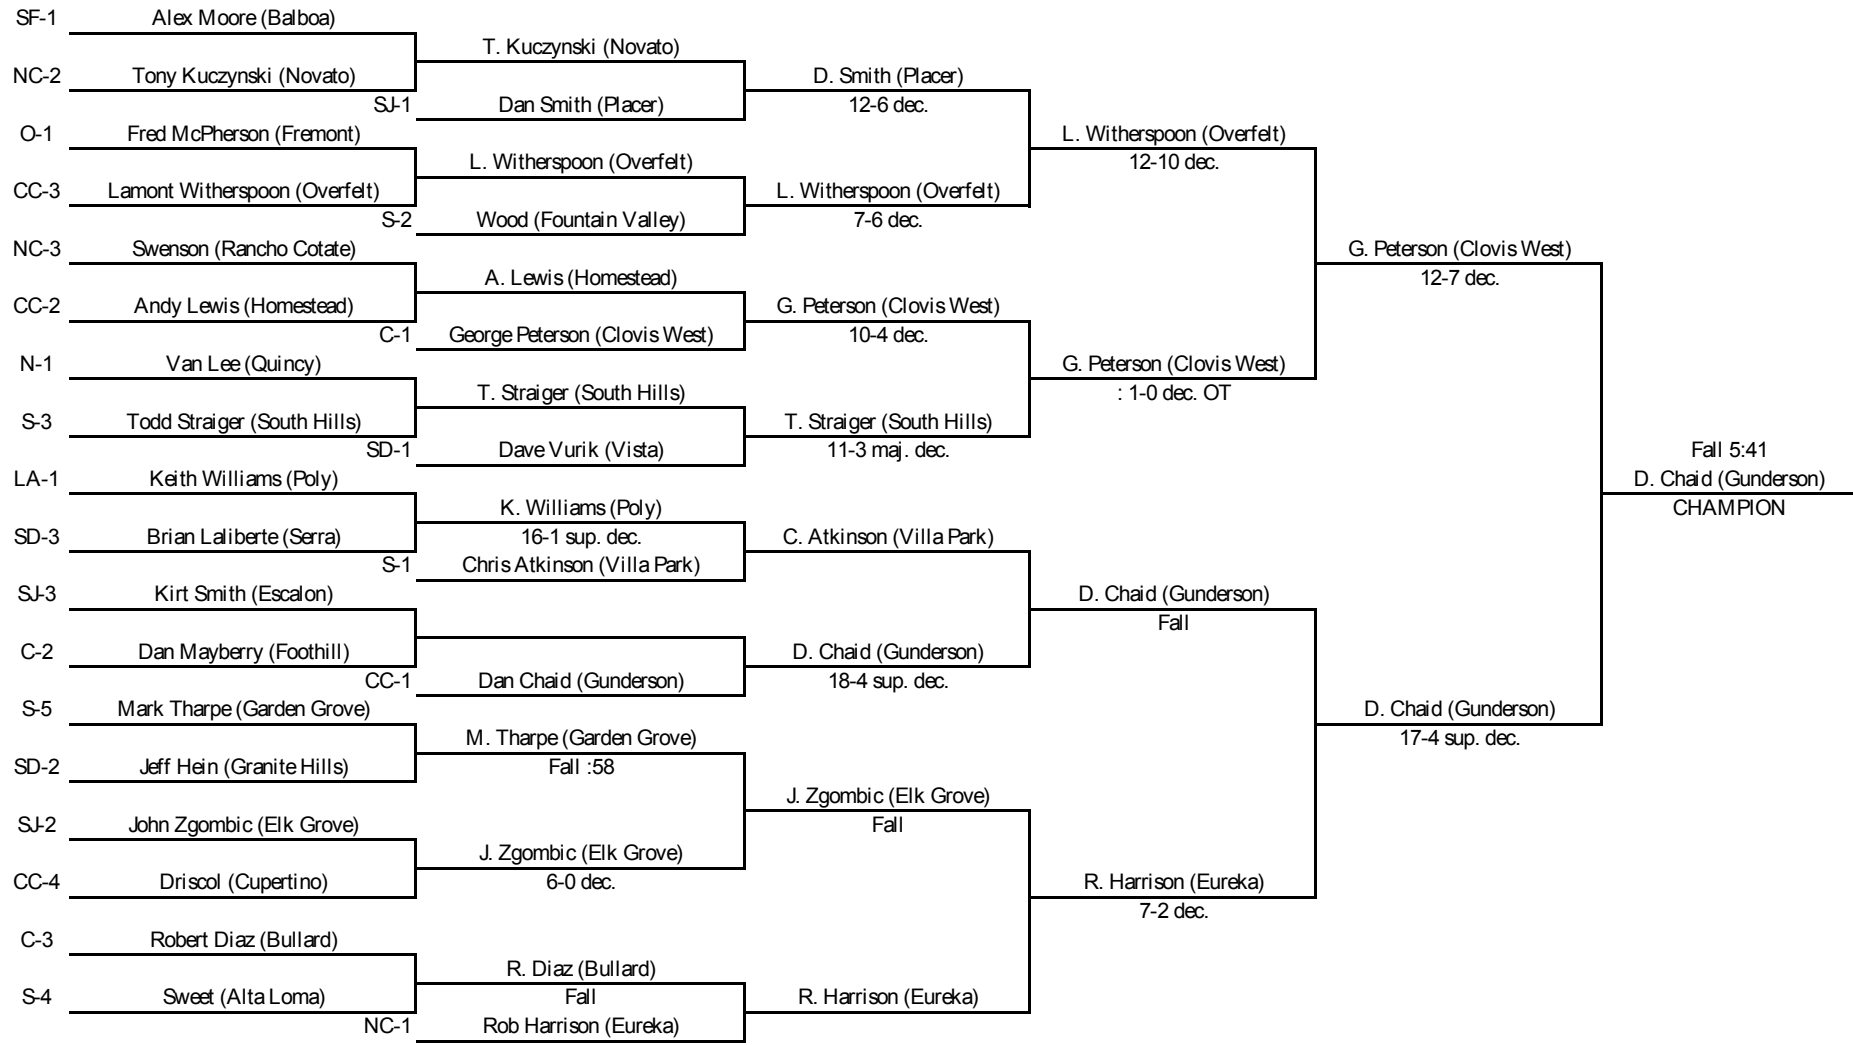 SF-1 Alex Moore (Balboa)
T. Kuczynski (Novato)
NC-2 Tony Kuczynski (Novato) D. Smith (Placer)
SJ-1 Dan Smith (Placer) 12-6 dec.
O-1 Fred McPherson (Fremont) L. Witherspoon (Overfelt)
L. Witherspoon (Overfelt) 12-10 dec.
CC-3 Lamont Witherspoon (Overfelt) L. Witherspoon (Overfelt)
S-2 Wood (Fountain Valley) 7-6 dec.
NC-3 Swenson (Rancho Cotate) G. Peterson (Clovis West)
A. Lewis (Homestead) 12-7 dec.
CC-2 Andy Lewis (Homestead) G. Peterson (Clovis West)
C-1 George Peterson (Clovis West) 10-4 dec.
N-1 Van Lee (Quincy) G. Peterson (Clovis West)
T. Straiger (South Hills) : 1-0 dec. OT
S-3 Todd Straiger (South Hills) T. Straiger (South Hills)
SD-1 Dave Vurik (Vista) 11-3 maj. dec. Fall 5:41
LA-1 Keith Williams (Poly) D. Chaid (Gunderson)
K. Williams (Poly) CHAMPION
SD-3 Brian Laliberte (Serra) 16-1 sup. dec. C. Atkinson (Villa Park)
S-1 Chris Atkinson (Villa Park)
SJ-3 Kirt Smith (Escalon) D. Chaid (Gunderson)
Fall
C-2 Dan Mayberry (Foothill) D. Chaid (Gunderson)
CC-1 Dan Chaid (Gunderson) 18-4 sup. dec.
S-5 Mark Tharpe (Garden Grove) D. Chaid (Gunderson)
M. Tharpe (Garden Grove) 17-4 sup. dec.
SD-2 Jeff Hein (Granite Hills) Fall :58
J. Zgombic (Elk Grove)
SJ-2 John Zgombic (Elk Grove) Fall
J. Zgombic (Elk Grove)
CC-4 Driscol (Cupertino) 6-0 dec. R. Harrison (Eureka)
7-2 dec.
C-3 Robert Diaz (Bullard)
R. Diaz (Bullard)
S-4 Sweet (Alta Loma) Fall R. Harrison (Eureka)
NC-1 Rob Harrison (Eureka)